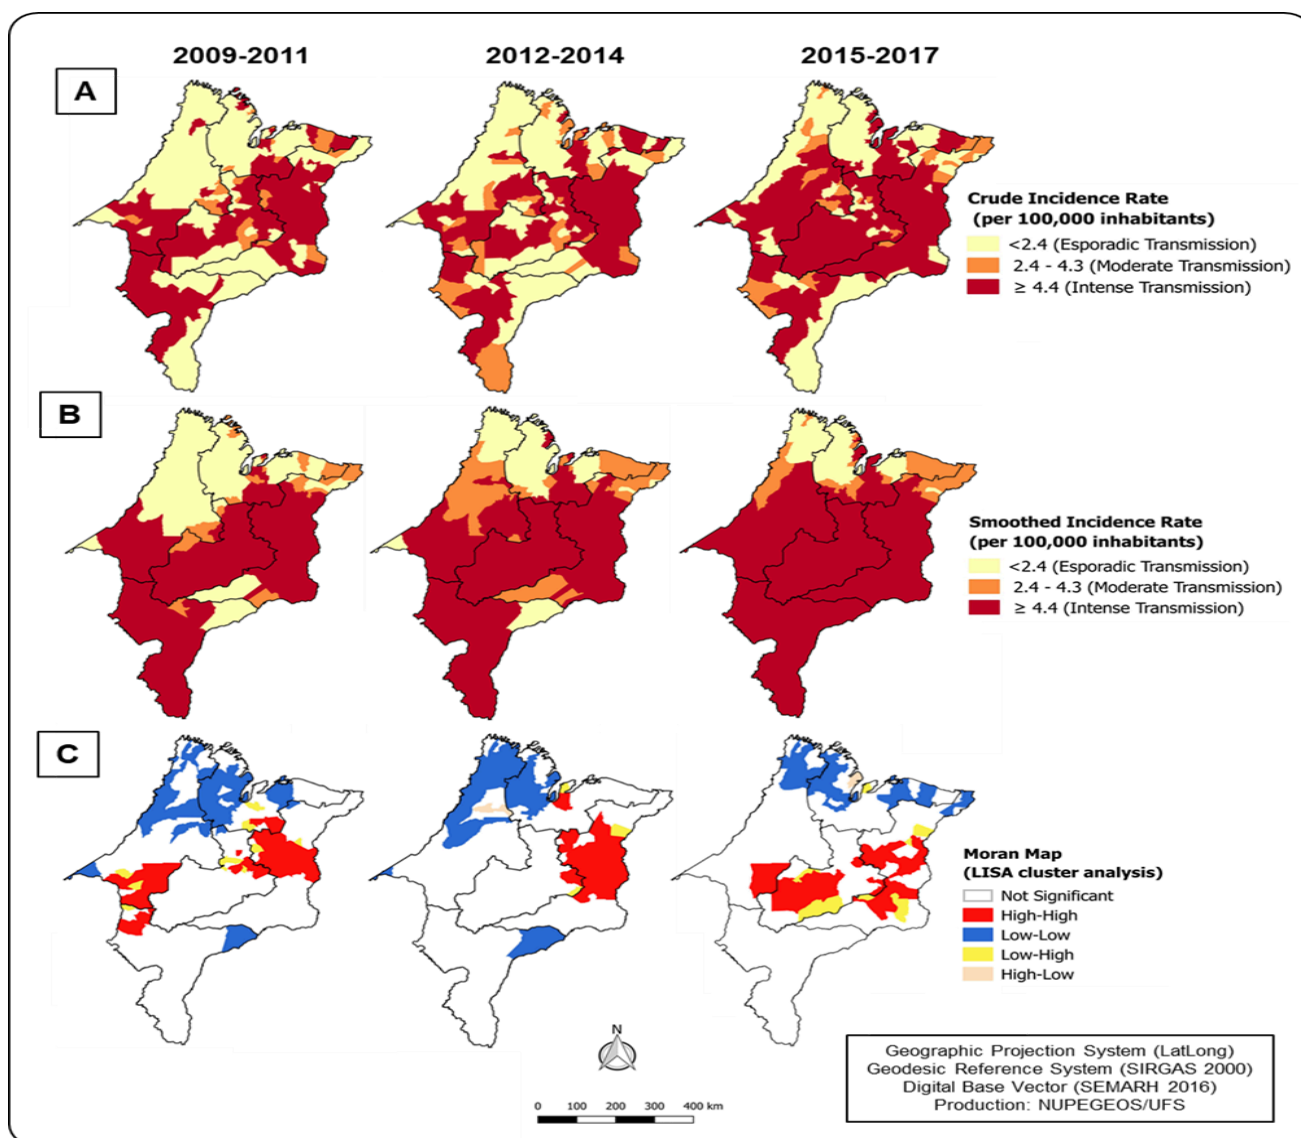 2009-2011
2012-2014
2015-2017
A
Crude Incidence Rate
(per 100,000 inhabitants)
<2.4 (Esporadic Transmission)
2.4 - 4.3 (Moderate Transmission)
≥ 4.4 (Intense Transmission)
B
Smoothed Incidence Rate
(per 100,000 inhabitants)
<2.4 (Esporadic Transmission)
2.4 - 4.3 (Moderate Transmission)
≥ 4.4 (Intense Transmission)
C
Moran Map
(LISA cluster analysis)
Not Significant
High-High
Low-Low
Low-High
High-Low
N
0 100 200 300 400 km
Geographic Projection System (LatLong)
Geodesic Reference System (SIRGAS 2000)
Digital Base Vector (SEMARH 2016)
Production: NUPEGEOS/UFS